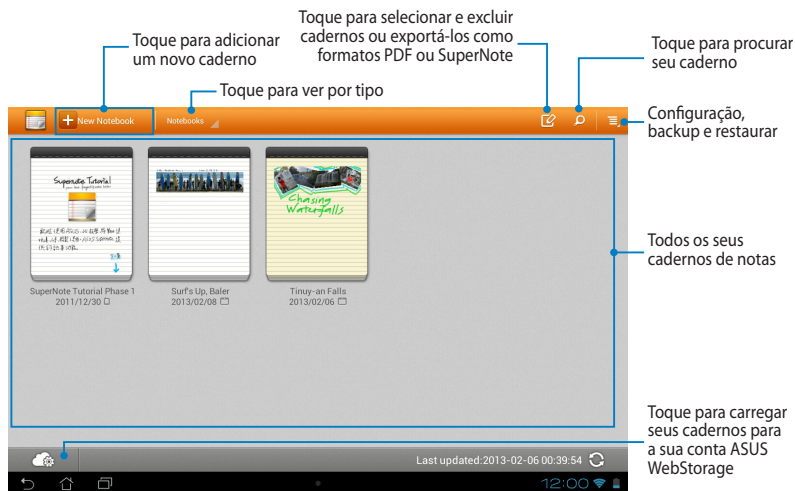 Toque para selecionar e excluir
cadernos ou exportá-los como
formatos PDF ou SuperNote
Toque para adicionar
um novo caderno
Toque para procurar
seu caderno
Toque para ver por tipo
New Notebook
Notebooks
Configuração,
backup e restaurar
Supernote Tutorial
Chasing
Waterfalls
Todos os seus
cadernos de notas
SuperNote Tutorial Phase 1
2011/12/30
Surf's Up, Baler
2013/02/08
Tinuy-an Falls
2013/02/06
Toque para carregar
seus cadernos para
a sua conta ASUS
WebStorage
Last updated:2013-02-06 00:39:54
12:00